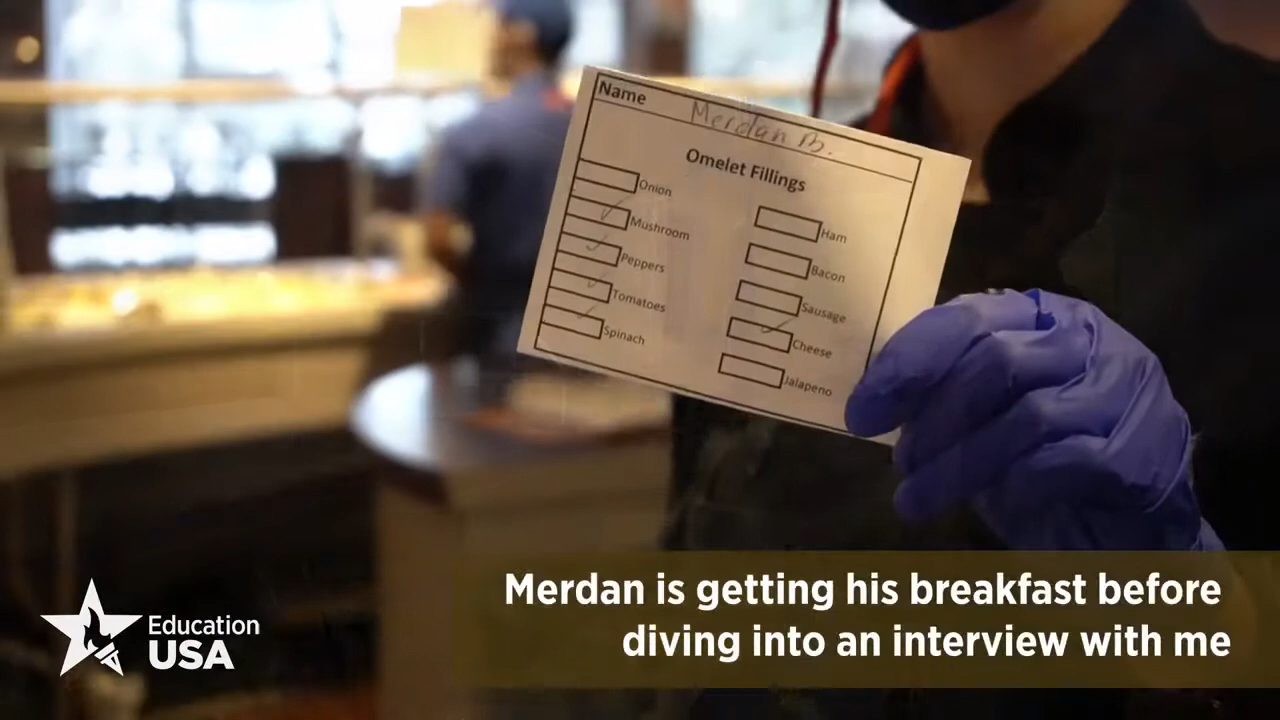 Name Merdan B.
Omelet Fillings
Onion
Mushroom
Peppers
Tomatoes
Spinach
Ham
Bacon
Sausage
Cheese
Jalapeno
Merdan is getting his breakfast before
diving into an interview with me
Education
USA